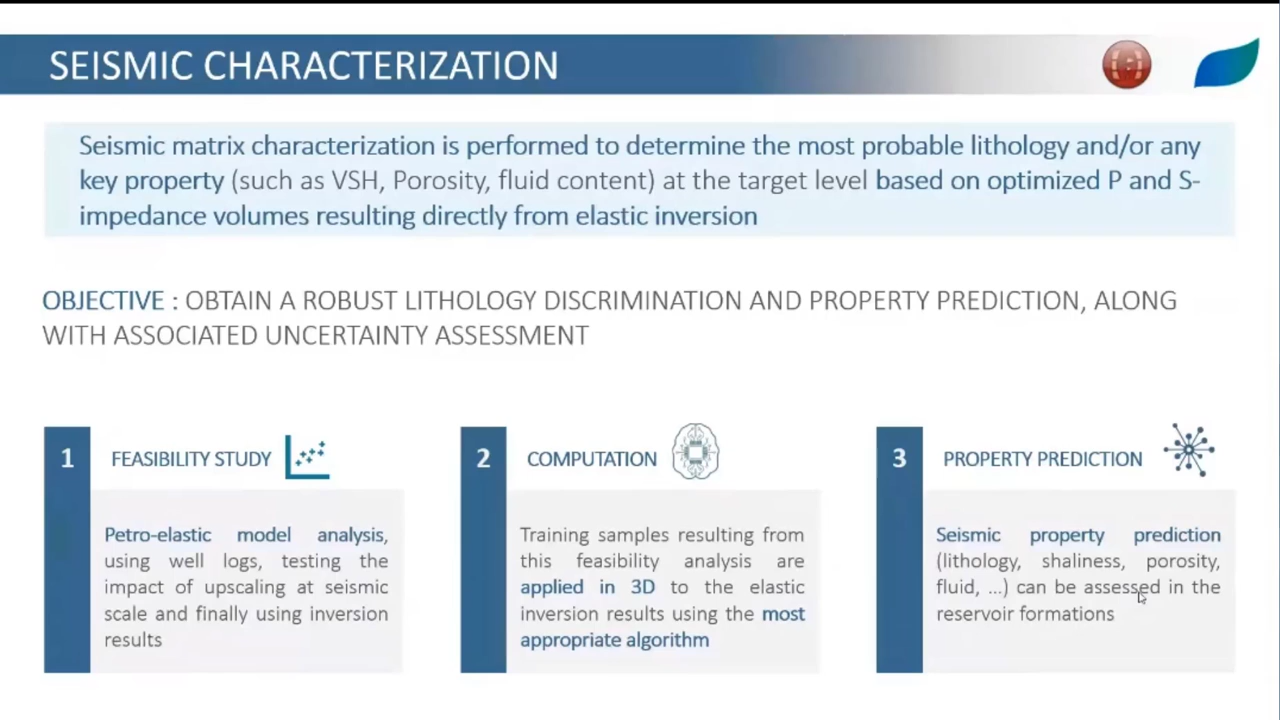 SEISMIC CHARACTERIZATION
Seismic matrix characterization is performed to determine the most probable lithology and/or any
key property (such as VSH, Porosity, fluid content) at the target level based on optimized P and S-
impedance volumes resulting directly from elastic inversion
OBJECTIVE : OBTAIN A ROBUST LITHOLOGY DISCRIMINATION AND PROPERTY PREDICTION, ALONG
WITH ASSOCIATED UNCERTAINTY ASSESSMENT
1
FEASIBILITY STUDY
Petro-elastic model analysis,
using well logs, testing the
impact of upscaling at seismic
scale and finally using inversion
results
2
COMPUTATION
Training samples resulting from
this feasibility analysis are
applied in 3D to the elastic
inversion results using the most
appropriate algorithm
3
PROPERTY PREDICTION
Seismic property prediction
(lithology, shaliness, porosity,
fluid, ...) can be assessed in the
reservoir formations